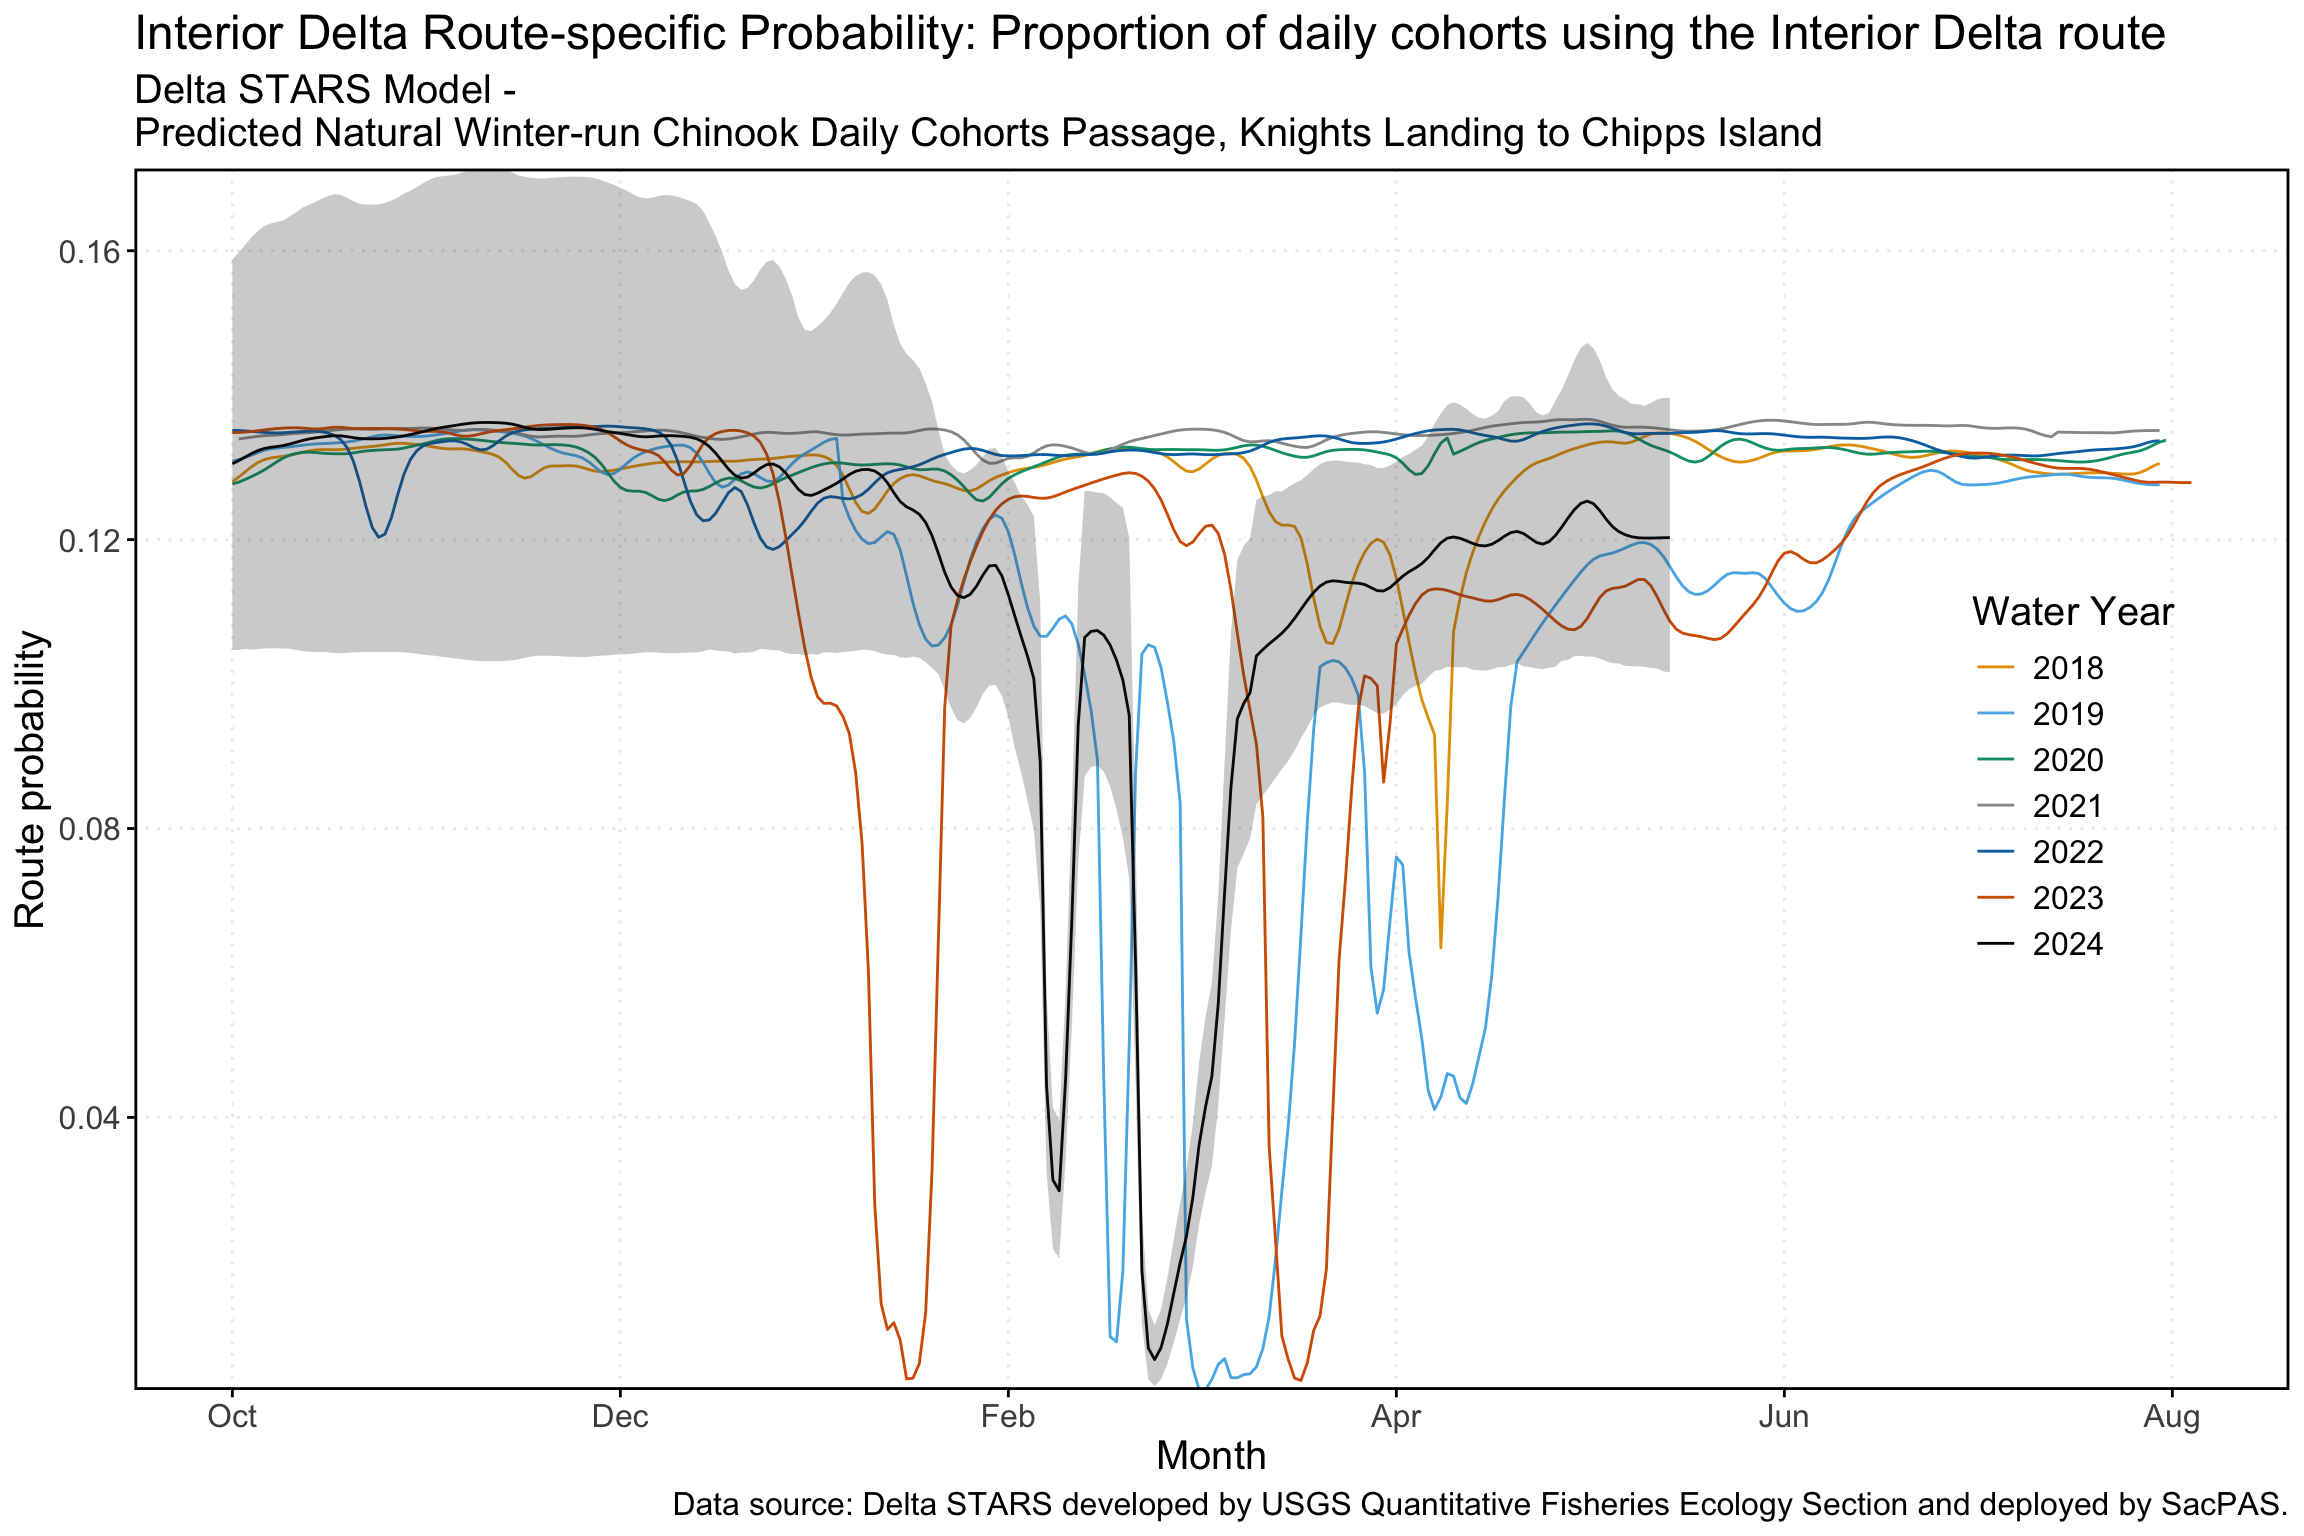 Interior Delta Route-specific Probability: Proportion of daily cohorts using the Interior Delta route
Delta STARS Model -
Predicted Natural Winter-run Chinook Daily Cohorts Passage, Knights Landing to Chipps Island
Route probability
0.16
0.12
0.08
0.04
Water Year
2018
2019
2020
2021
2022
2023
2024
Oct
Dec
Feb
Apr
Jun
Aug
Month
Data source: Delta STARS developed by USGS Quantitative Fisheries Ecology Section and deployed by SacPAS.